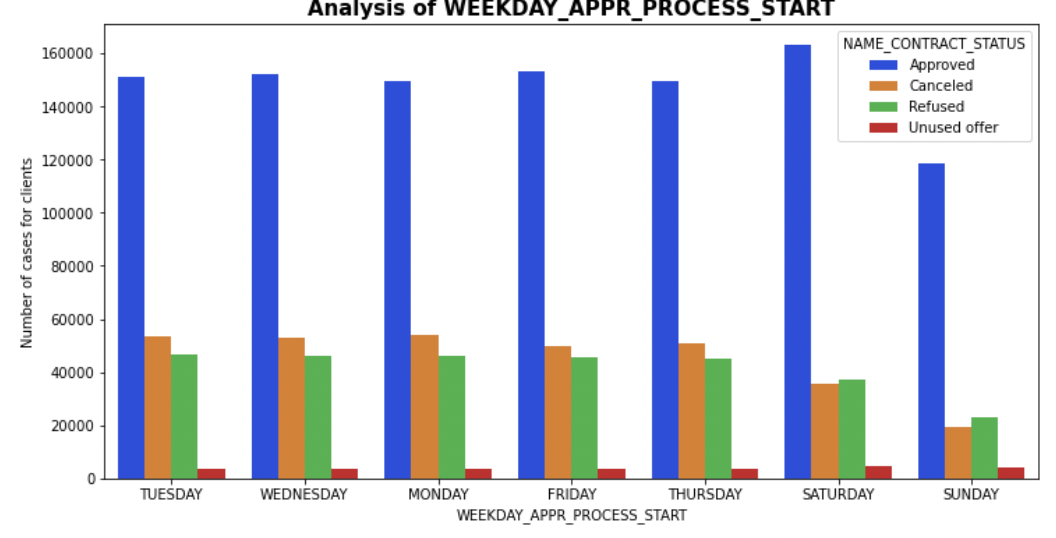 Analysis of WEEKDAY_APPR_PROCESS_START
NAME_CONTRACT_STATUS
Approved
Canceled
Refused
Unused offer
Number of cases for clients
160000
140000
120000
100000
80000
60000
40000
20000
0
TUESDAY WEDNESDAY MONDAY FRIDAY THURSDAY SATURDAY SUNDAY
WEEKDAY_APPR_PROCESS_START